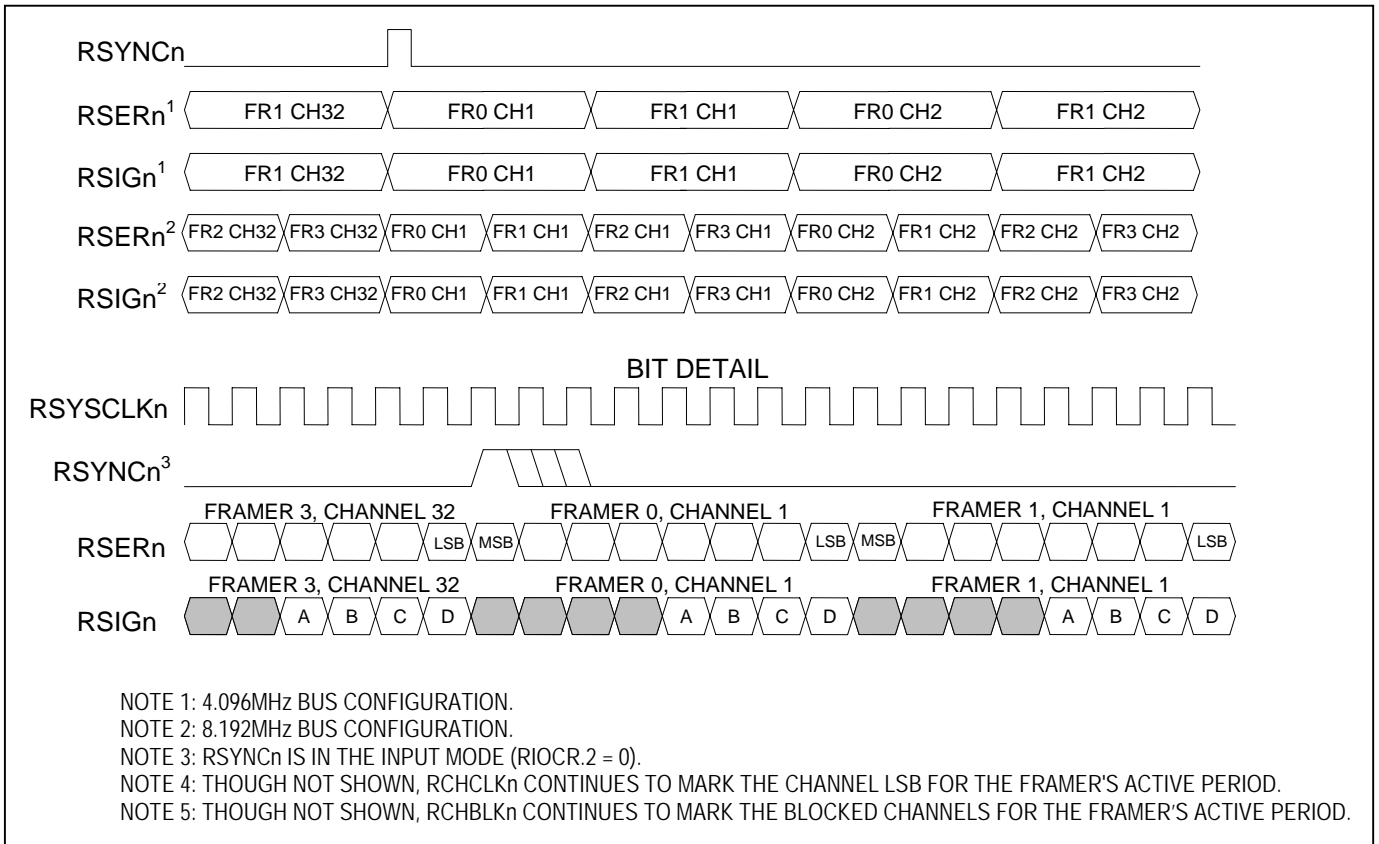 RSYNCn
RSERn1 FR1 CH32 FR0 CH1 FR1 CH1 FR0 CH2 FR1 CH2
RSIGn1 FR1 CH32 FR0 CH1 FR1 CH1 FR0 CH2 FR1 CH2
RSERn2 FR2 CH32 FR3 CH32 FR0 CH1 FR1 CH1 FR2 CH1 FR3 CH1 FR0 CH2 FR1 CH2 FR2 CH2 FR3 CH2
RSIGn2 FR2 CH32 FR3 CH32 FR0 CH1 FR1 CH1 FR2 CH1 FR3 CH1 FR0 CH2 FR1 CH2 FR2 CH2 FR3 CH2
BIT DETAIL
RSYSCLKn
RSYNCn3
FRAMER 3, CHANNEL 32 FRAMER 0, CHANNEL 1 FRAMER 1, CHANNEL 1
RSERn LSB MSB LSB MSB LSB
FRAMER 3, CHANNEL 32 FRAMER 0, CHANNEL 1 FRAMER 1, CHANNEL 1
RSIGn A B C D A B C D A B C D
NOTE 1: 4.096MHz BUS CONFIGURATION.
NOTE 2: 8.192MHz BUS CONFIGURATION.
NOTE 3: RSYNCn IS IN THE INPUT MODE (RIOCR.2 = 0).
NOTE 4: THOUGH NOT SHOWN, RCHCLKn CONTINUES TO MARK THE CHANNEL LSB FOR THE FRAMER'S ACTIVE PERIOD.
NOTE 5: THOUGH NOT SHOWN, RCHBLKn CONTINUES TO MARK THE BLOCKED CHANNELS FOR THE FRAMER'S ACTIVE PERIOD.